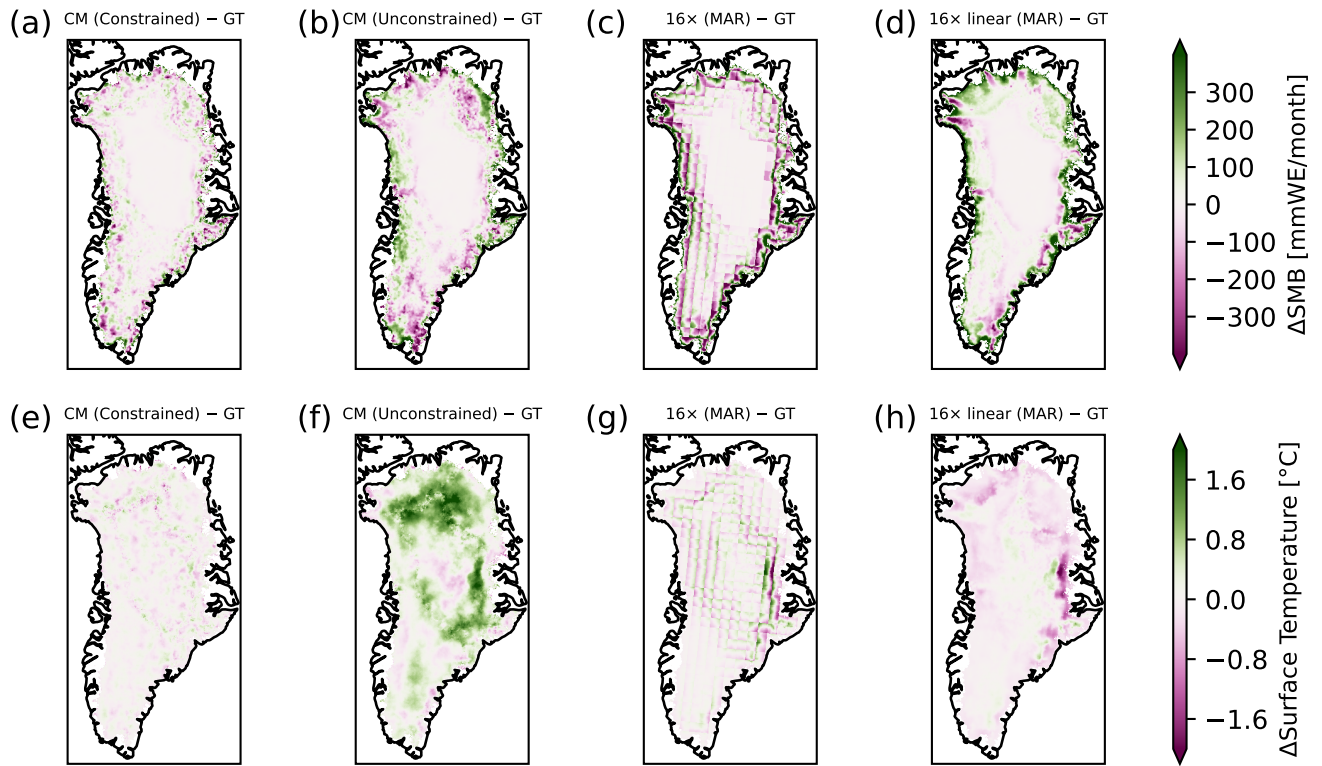 (a) CM (Constrained) − GT
(b) CM (Unconstrained) − GT
(c) 16× (MAR) − GT
(d) 16× linear (MAR) − GT
300
200
100
0
−100
−200
−300
ΔSMB [mmWE/month]
(e) CM (Constrained) − GT
(f) CM (Unconstrained) − GT
(g) 16× (MAR) − GT
(h) 16× linear (MAR) − GT
1.6
0.8
0.0
−0.8
−1.6
ΔSurface Temperature [°C]